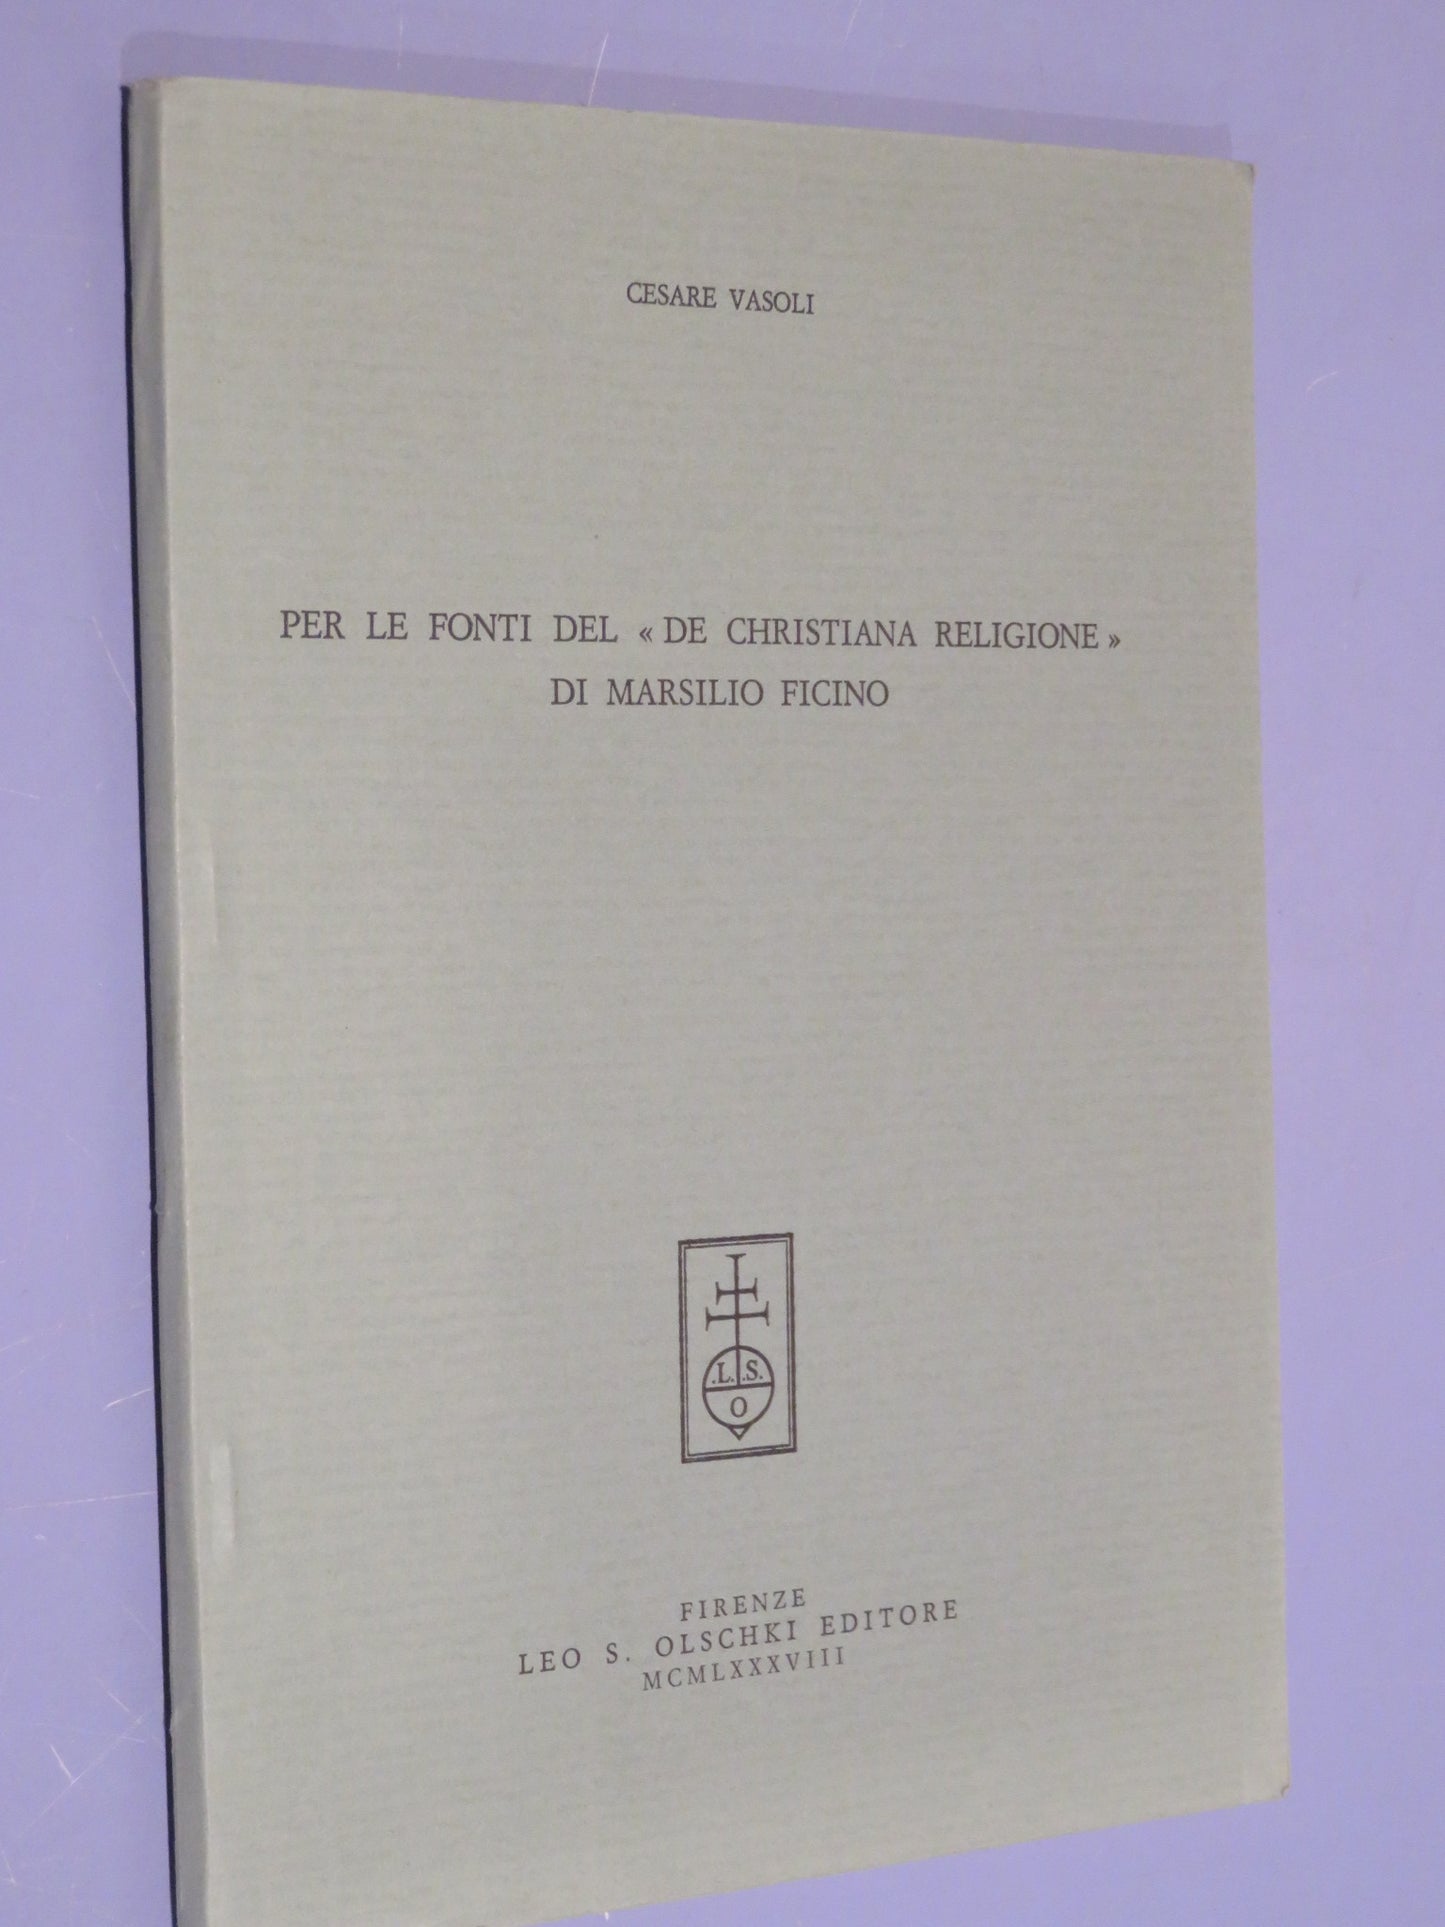 CESARE VASOLI
PER LE FONTI DEL « DE CHRISTIANA RELIGIONE »
DI MARSILIO FICINO
.L. .S.
O
FIRENZE
LEO S. OLSCHKI EDITORE
MCMLXXXVIII